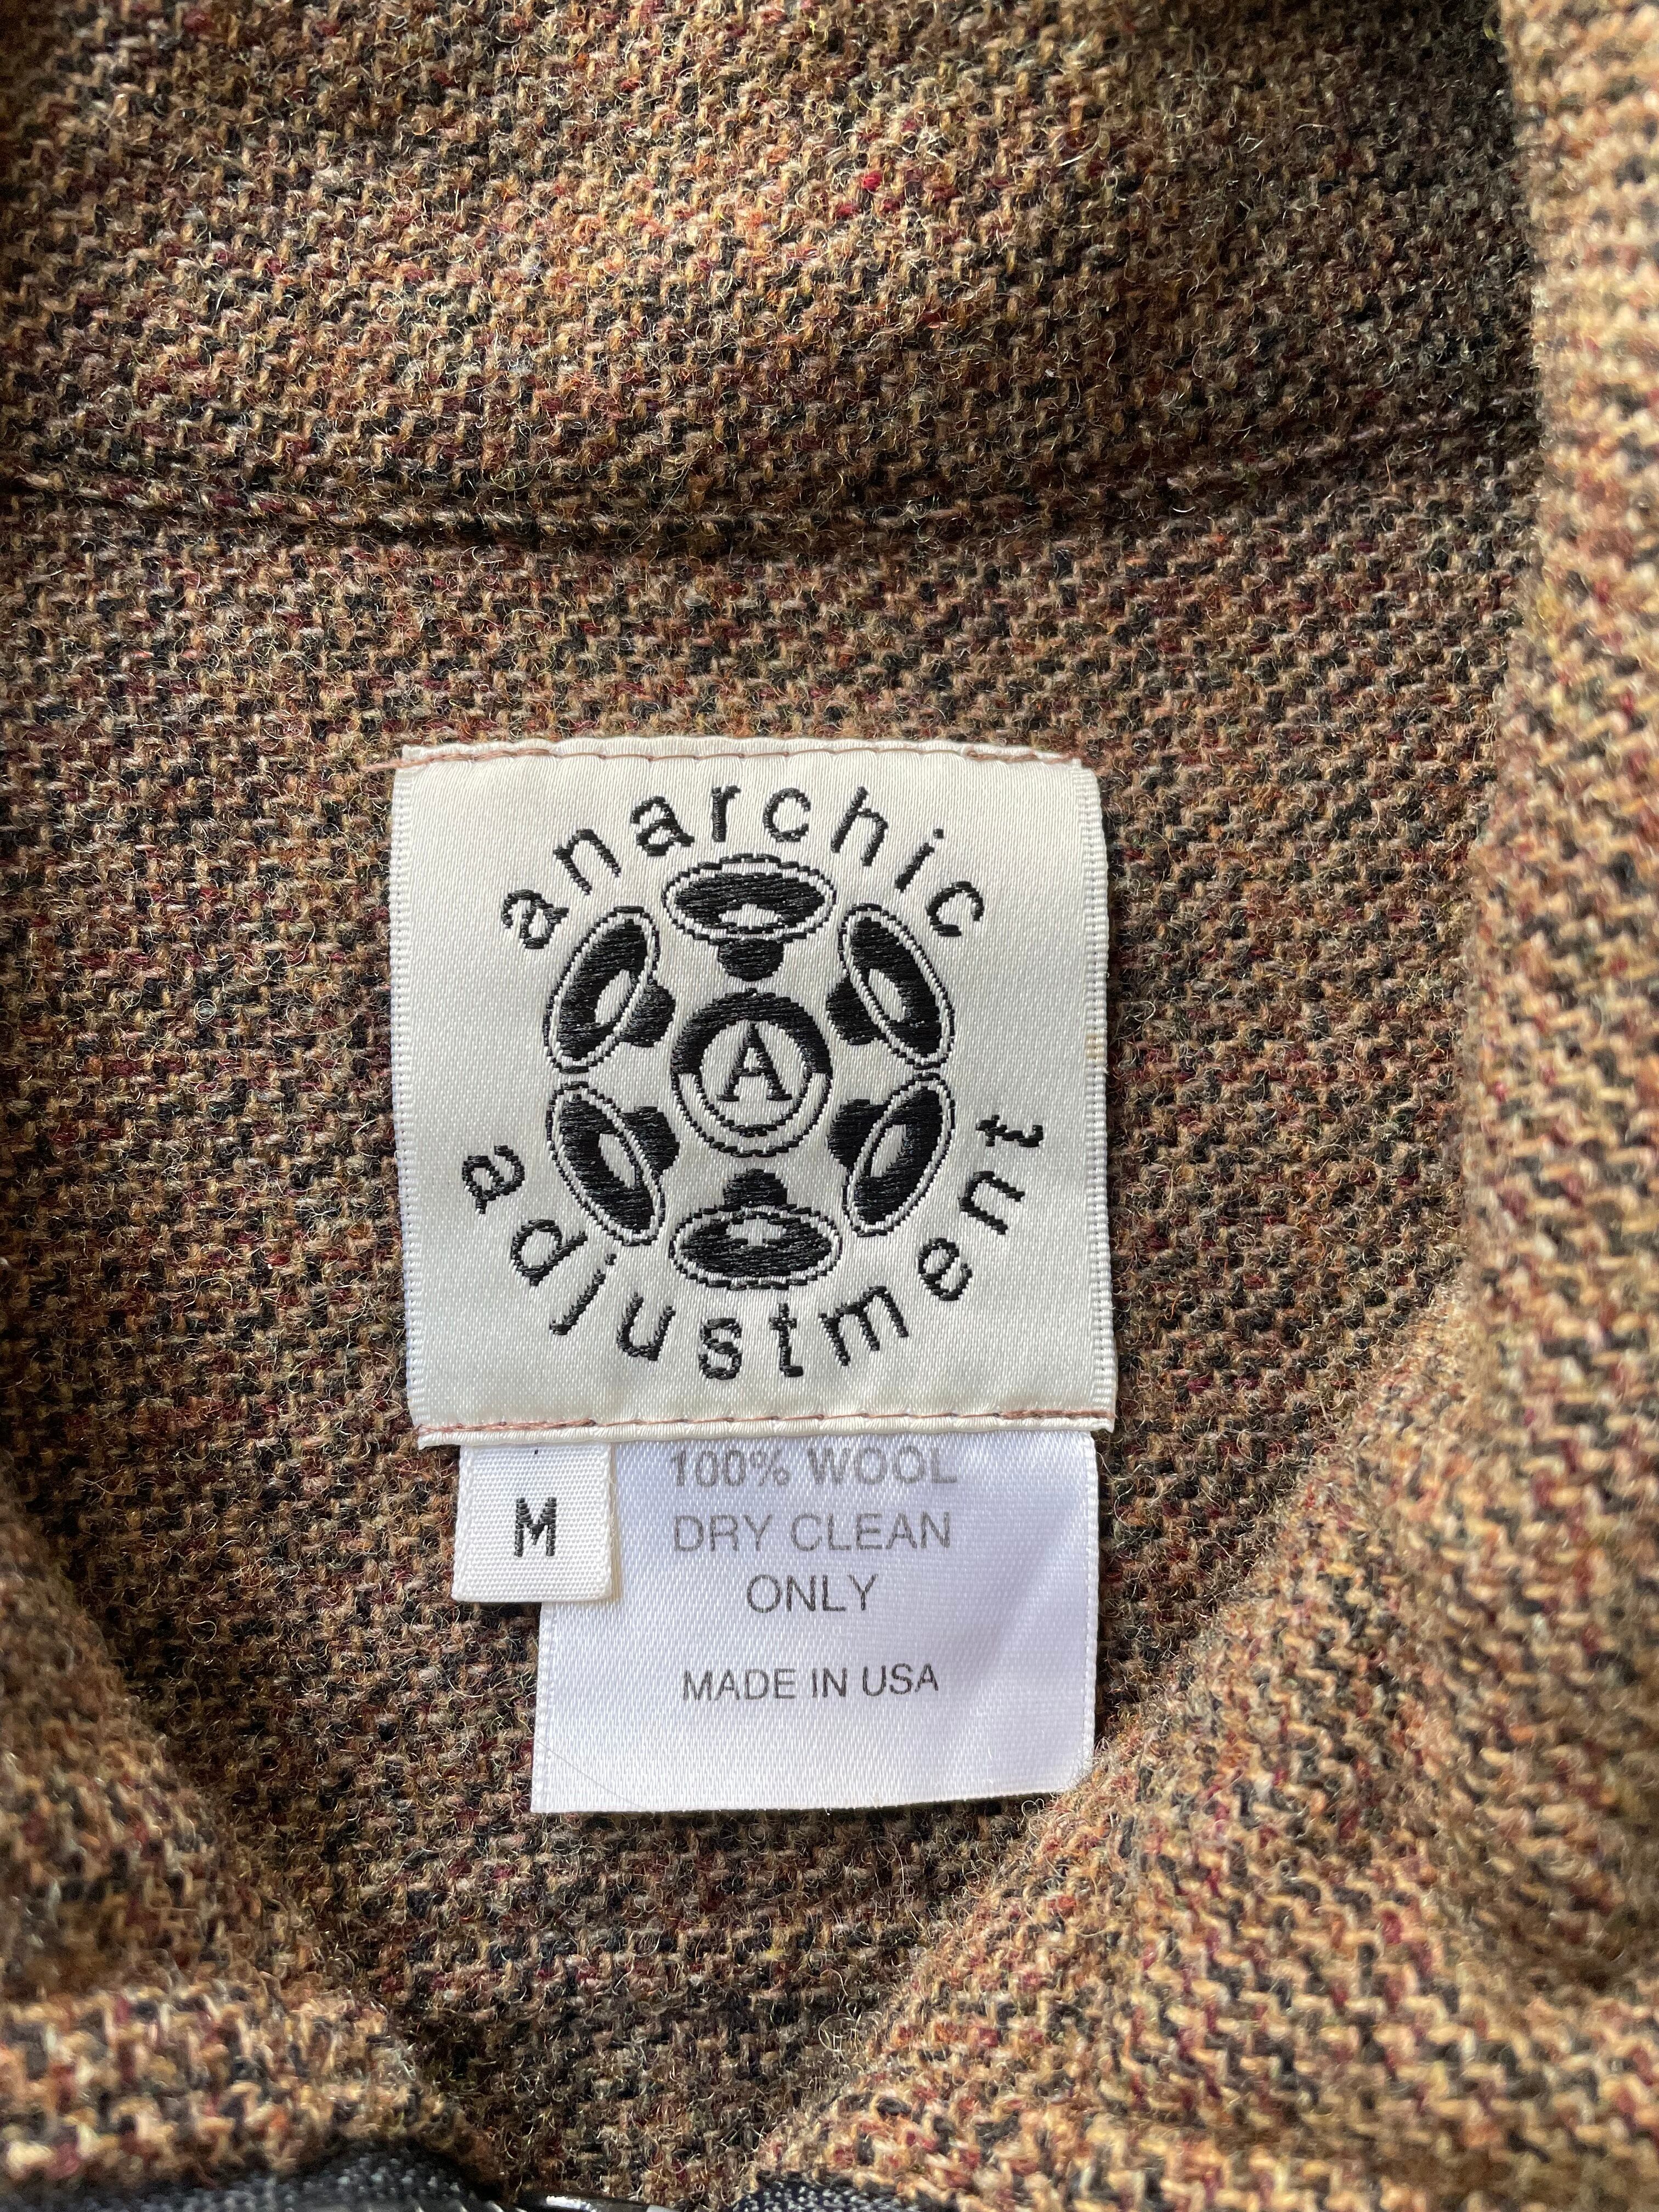 anarchic
A
adjustment
M
100% WOOL
DRY CLEAN
ONLY
MADE IN USA